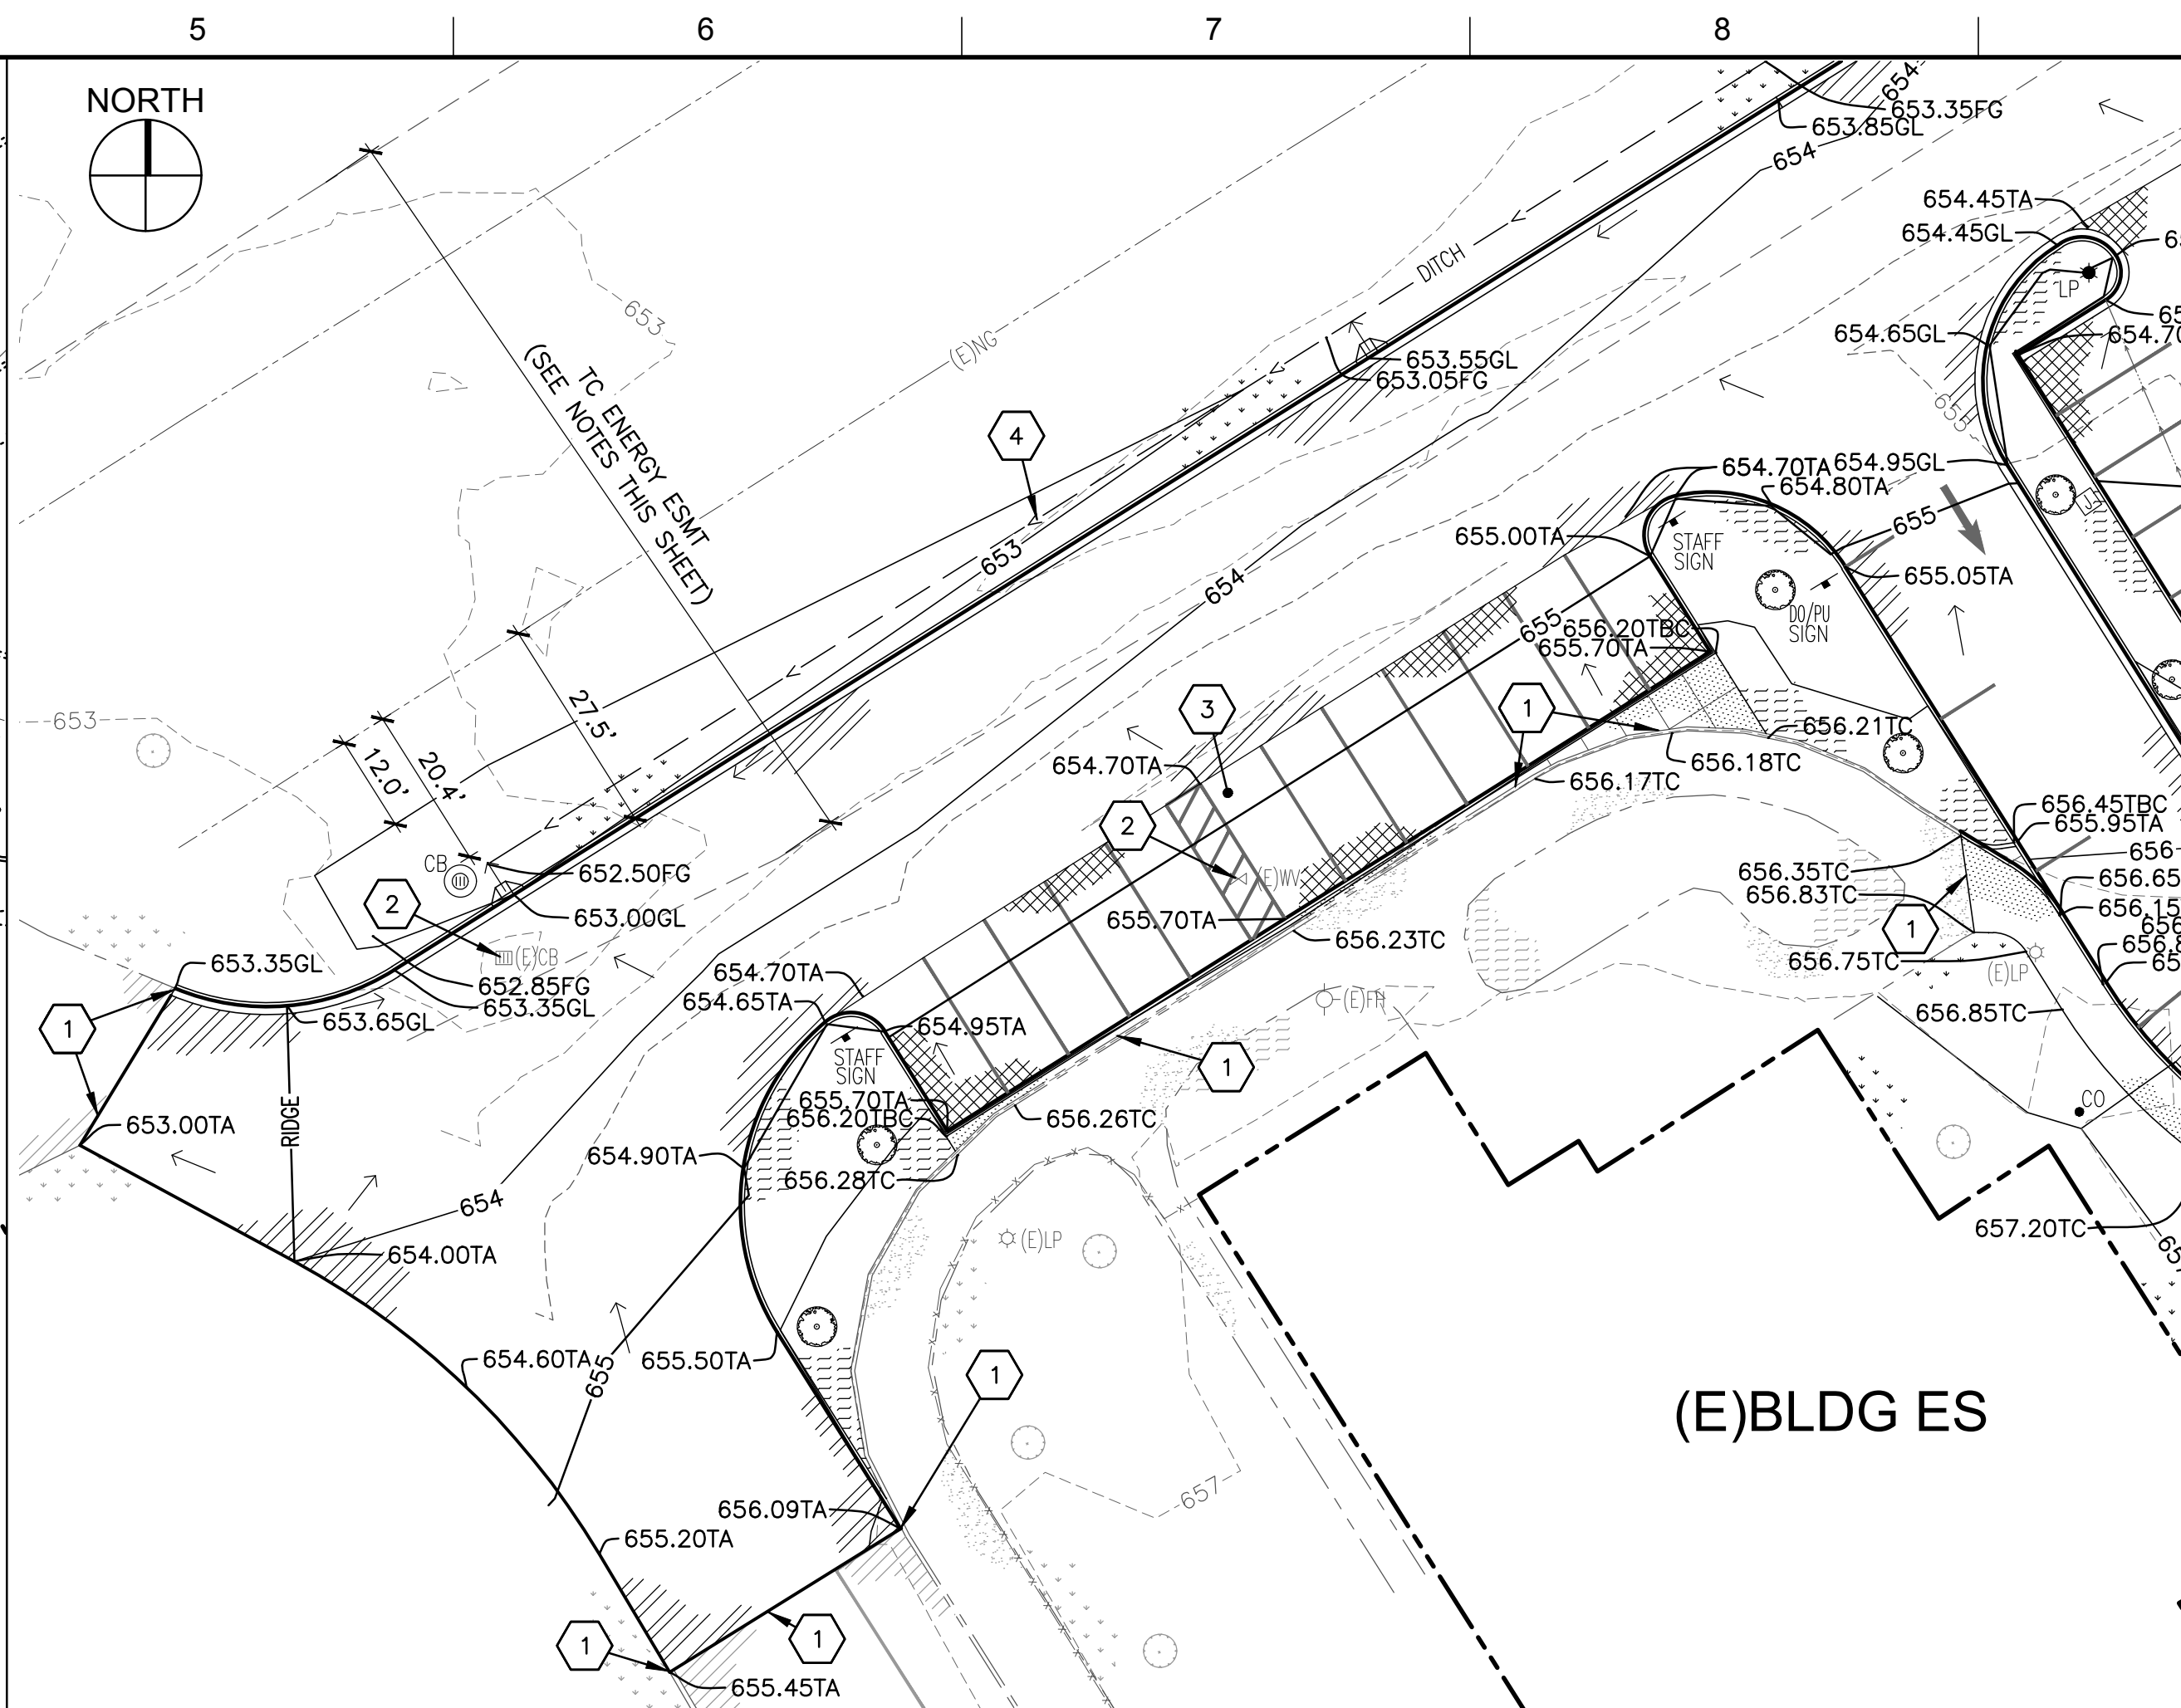 5
6
7
8
NORTH
653.35FG
653.85GL
654
654
654.45TA
654.45GL
DITCH
653
LP
(E)NG
654.65GL
653.55GL
653.05FG
TC ENERGY ESMT
(SEE NOTES THIS SHEET)
655
4
654.70TA
654.95GL
654.80TA
655
655.00TA
STAFF
SIGN
J
653
654
655.05TA
DO/PU
SIGN
655
656.20TBC
655.70TA
653
27.5'
20.4'
12.0'
3
1
656.21TC
654.70TA
656.18TC
656.17TC
656.45TBC
655.95TA
2
656
CB
652.50FG
(E)WV
656.35TC
656.83TC
2
653.00GL
655.70TA
656.23TC
1
653.35GL
(E)CB
656.75TC
(E)LP
654.70TA
652.85FG
654.65TA
(E)FH
653.35GL
656.85TC
653.65GL
654.95TA
1
STAFF
SIGN
1
655.70TA
656.20TBC
656.26TC
CO
653.00TA
RIDGE
654.90TA
656.28TC
654
657.20TC
(E)LP
654.00TA
654.60TA
655
655.50TA
1
(E)BLDG ES
657
656.09TA
655.20TA
1
1
655.45TA